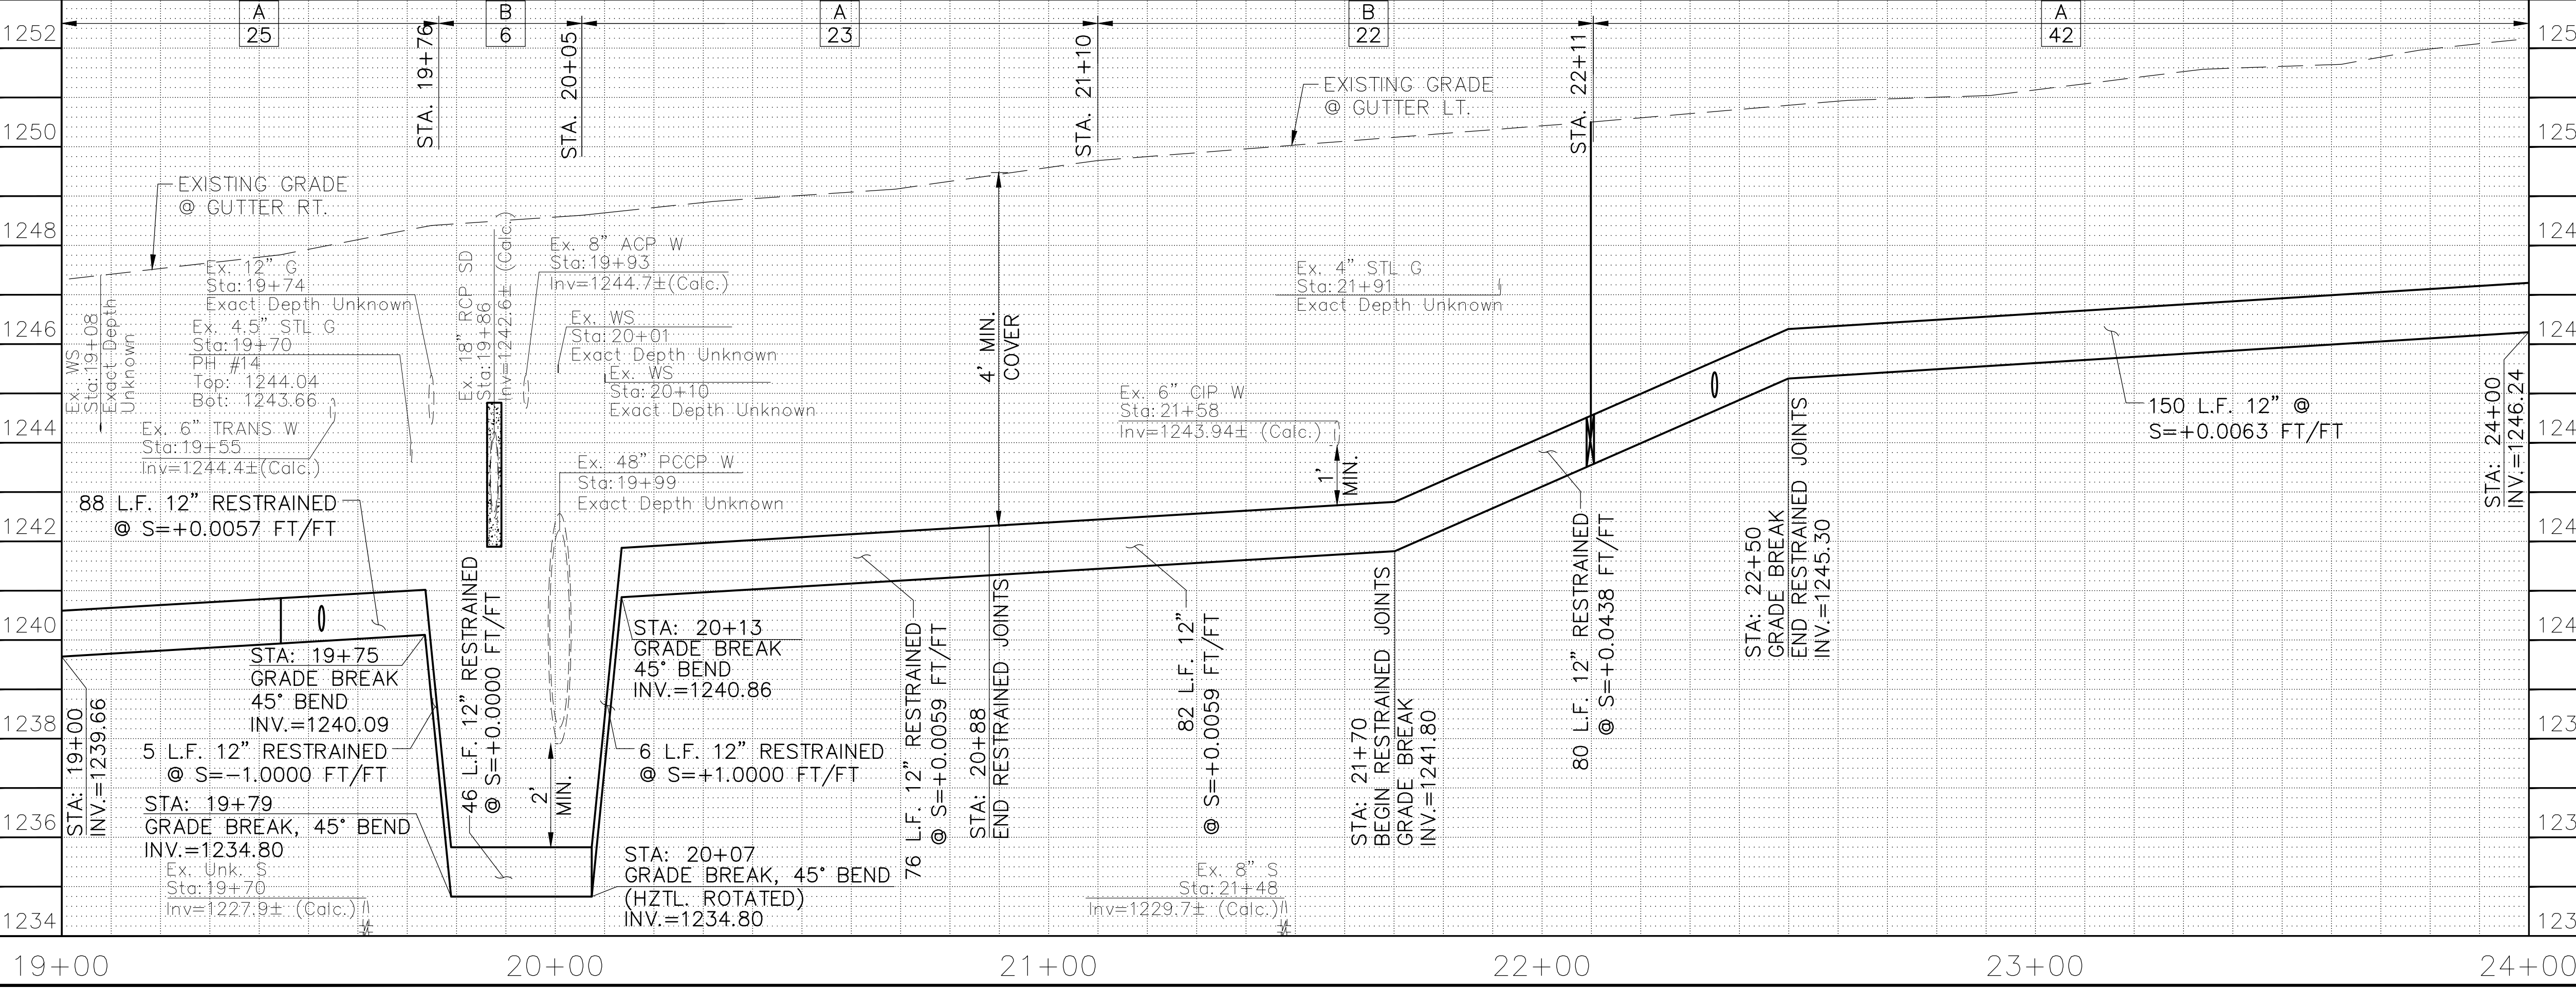 A
25
B
6
A
23
B
22
A
42
1252
1250
1248
1246
1244
1242
1240
1238
1236
1234
STA. 19+76
STA. 20+05
STA. 21+10
STA. 22+11
EXISTING GRADE
@ GUTTER LT.
EXISTING GRADE
@ GUTTER RT.
Ex. WS
Sta:19+08
Exact Depth
Unknown
Ex. 12" G
Sta:19+74
Exact Depth Unknown
Ex. 4.5" STL G
Sta:19+70
PH #14
Top: 1244.04
Bot: 1243.66
Ex. 6" TRANS W
Sta:19+55
Inv=1244.4±(Calc.)
Ex. 18" RCP SD
Sta:19+86
Inv=1242.6± (Calc.)
Ex. 8" ACP W
Sta:19+93
Inv=1244.7±(Calc.)
Ex. WS
Sta:20+01
Exact Depth Unknown
Ex. WS
Sta:20+10
Exact Depth Unknown
Ex. 48" PCCP W
Sta:19+99
Exact Depth Unknown
4' MIN.
COVER
Ex. 4" STL G
Sta:21+91
Exact Depth Unknown
Ex. 6" CIP W
Sta:21+58
Inv=1243.94± (Calc.)
1'
MIN.
88 L.F. 12" RESTRAINED
@ S=+0.0057 FT/FT
STA: 19+00
INV.=1239.66
STA: 19+75
GRADE BREAK
45° BEND
INV.=1240.09
5 L.F. 12" RESTRAINED
@ S=-1.0000 FT/FT
STA: 19+79
GRADE BREAK, 45° BEND
INV.=1234.80
Ex. Unk. S
Sta:19+70
Inv=1227.9± (Calc.)
46 L.F. 12" RESTRAINED
@ S=+0.0000 FT/FT
2'
MIN.
STA: 20+13
GRADE BREAK
45° BEND
INV.=1240.86
6 L.F. 12" RESTRAINED
@ S=+1.0000 FT/FT
STA: 20+07
GRADE BREAK, 45° BEND
(HZTL. ROTATED)
INV.=1234.80
76 L.F. 12" RESTRAINED
@ S=+0.0059 FT/FT
STA: 20+88
END RESTRAINED JOINTS
82 L.F. 12"
@ S=+0.0059 FT/FT
Ex. 8" S
Sta:21+48
Inv=1229.7± (Calc.)
STA: 21+70
BEGIN RESTRAINED JOINTS
GRADE BREAK
INV.=1241.80
80 L.F. 12" RESTRAINED
@ S=+0.0438 FT/FT
STA: 22+50
GRADE BREAK
END RESTRAINED JOINTS
INV.=1245.30
150 L.F. 12" @
S=+0.0063 FT/FT
STA: 24+00
INV.=1246.24
125
125
124
124
124
124
124
123
123
123
19+00
20+00
21+00
22+00
23+00
24+00